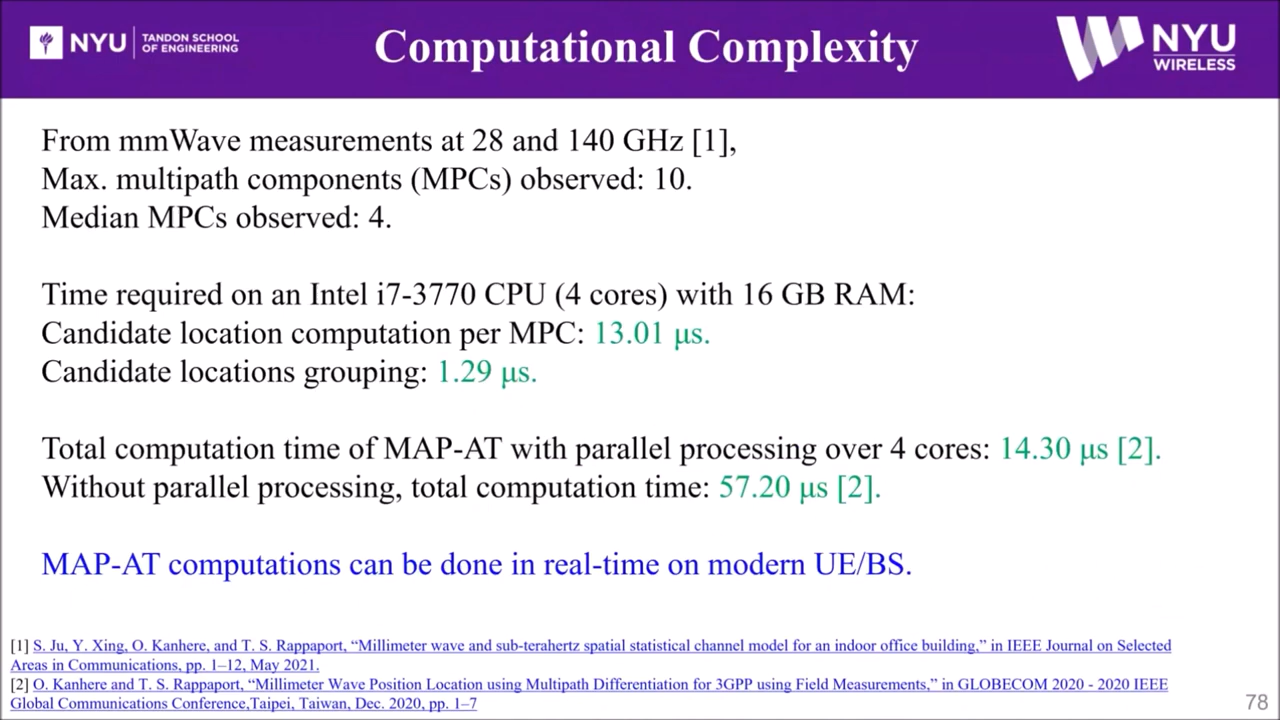 NYU
TANDON SCHOOL
OF ENGINEERING
Computational Complexity
NYU
WIRELESS
From mmWave measurements at 28 and 140 GHz [1],
Max. multipath components (MPCs) observed: 10.
Median MPCs observed: 4.
Time required on an Intel i7-3770 CPU (4 cores) with 16 GB RAM:
Candidate location computation per MPC: 13.01 μs.
Candidate locations grouping: 1.29 μs.
Total computation time of MAP-AT with parallel processing over 4 cores: 14.30 μs [2].
Without parallel processing, total computation time: 57.20 μs [2].
MAP-AT computations can be done in real-time on modern UE/BS.
[1] S. Ju, Y. Xing, O. Kanhere, and T. S. Rappaport, “Millimeter wave and sub-terahertz spatial statistical channel model for an indoor office building,” in IEEE Journal on Selected
Areas in Communications, pp. 1–12, May 2021.
[2] O. Kanhere and T. S. Rappaport, “Millimeter Wave Position Location using Multipath Differentiation for 3GPP using Field Measurements,” in GLOBECOM 2020 - 2020 IEEE
Global Communications Conference,Taipei, Taiwan, Dec. 2020, pp. 1–7
78